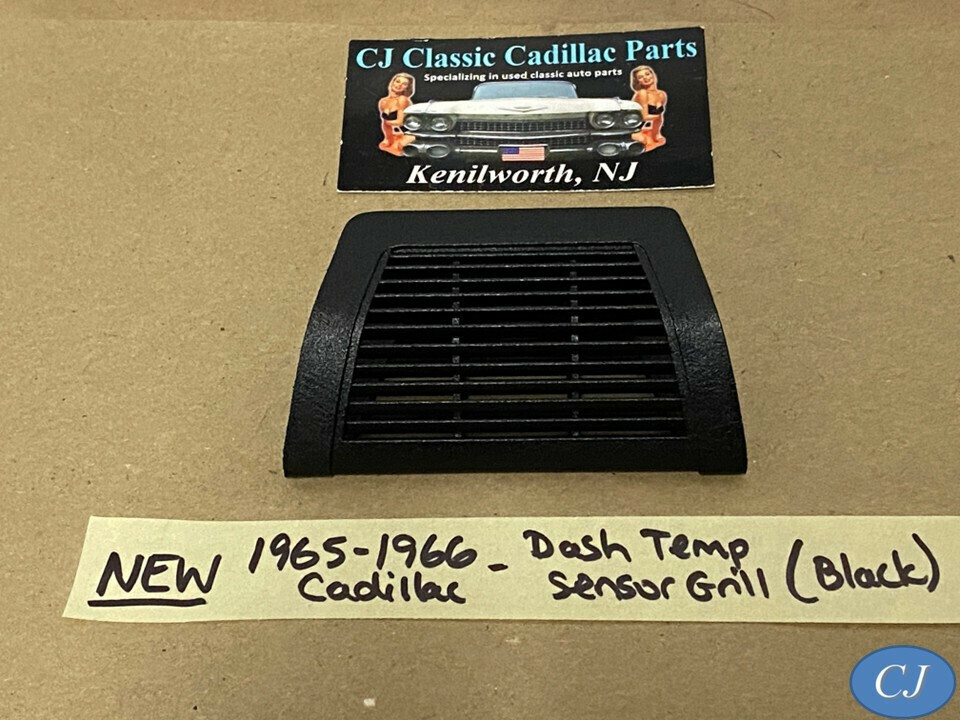 CJ Classic Cadillac Parts
Specializing in used classic auto parts
Kenilworth, NJ
NEW 1965-1966 - Dash Temp (Black)
Cadillac Sensor Grill
CJ